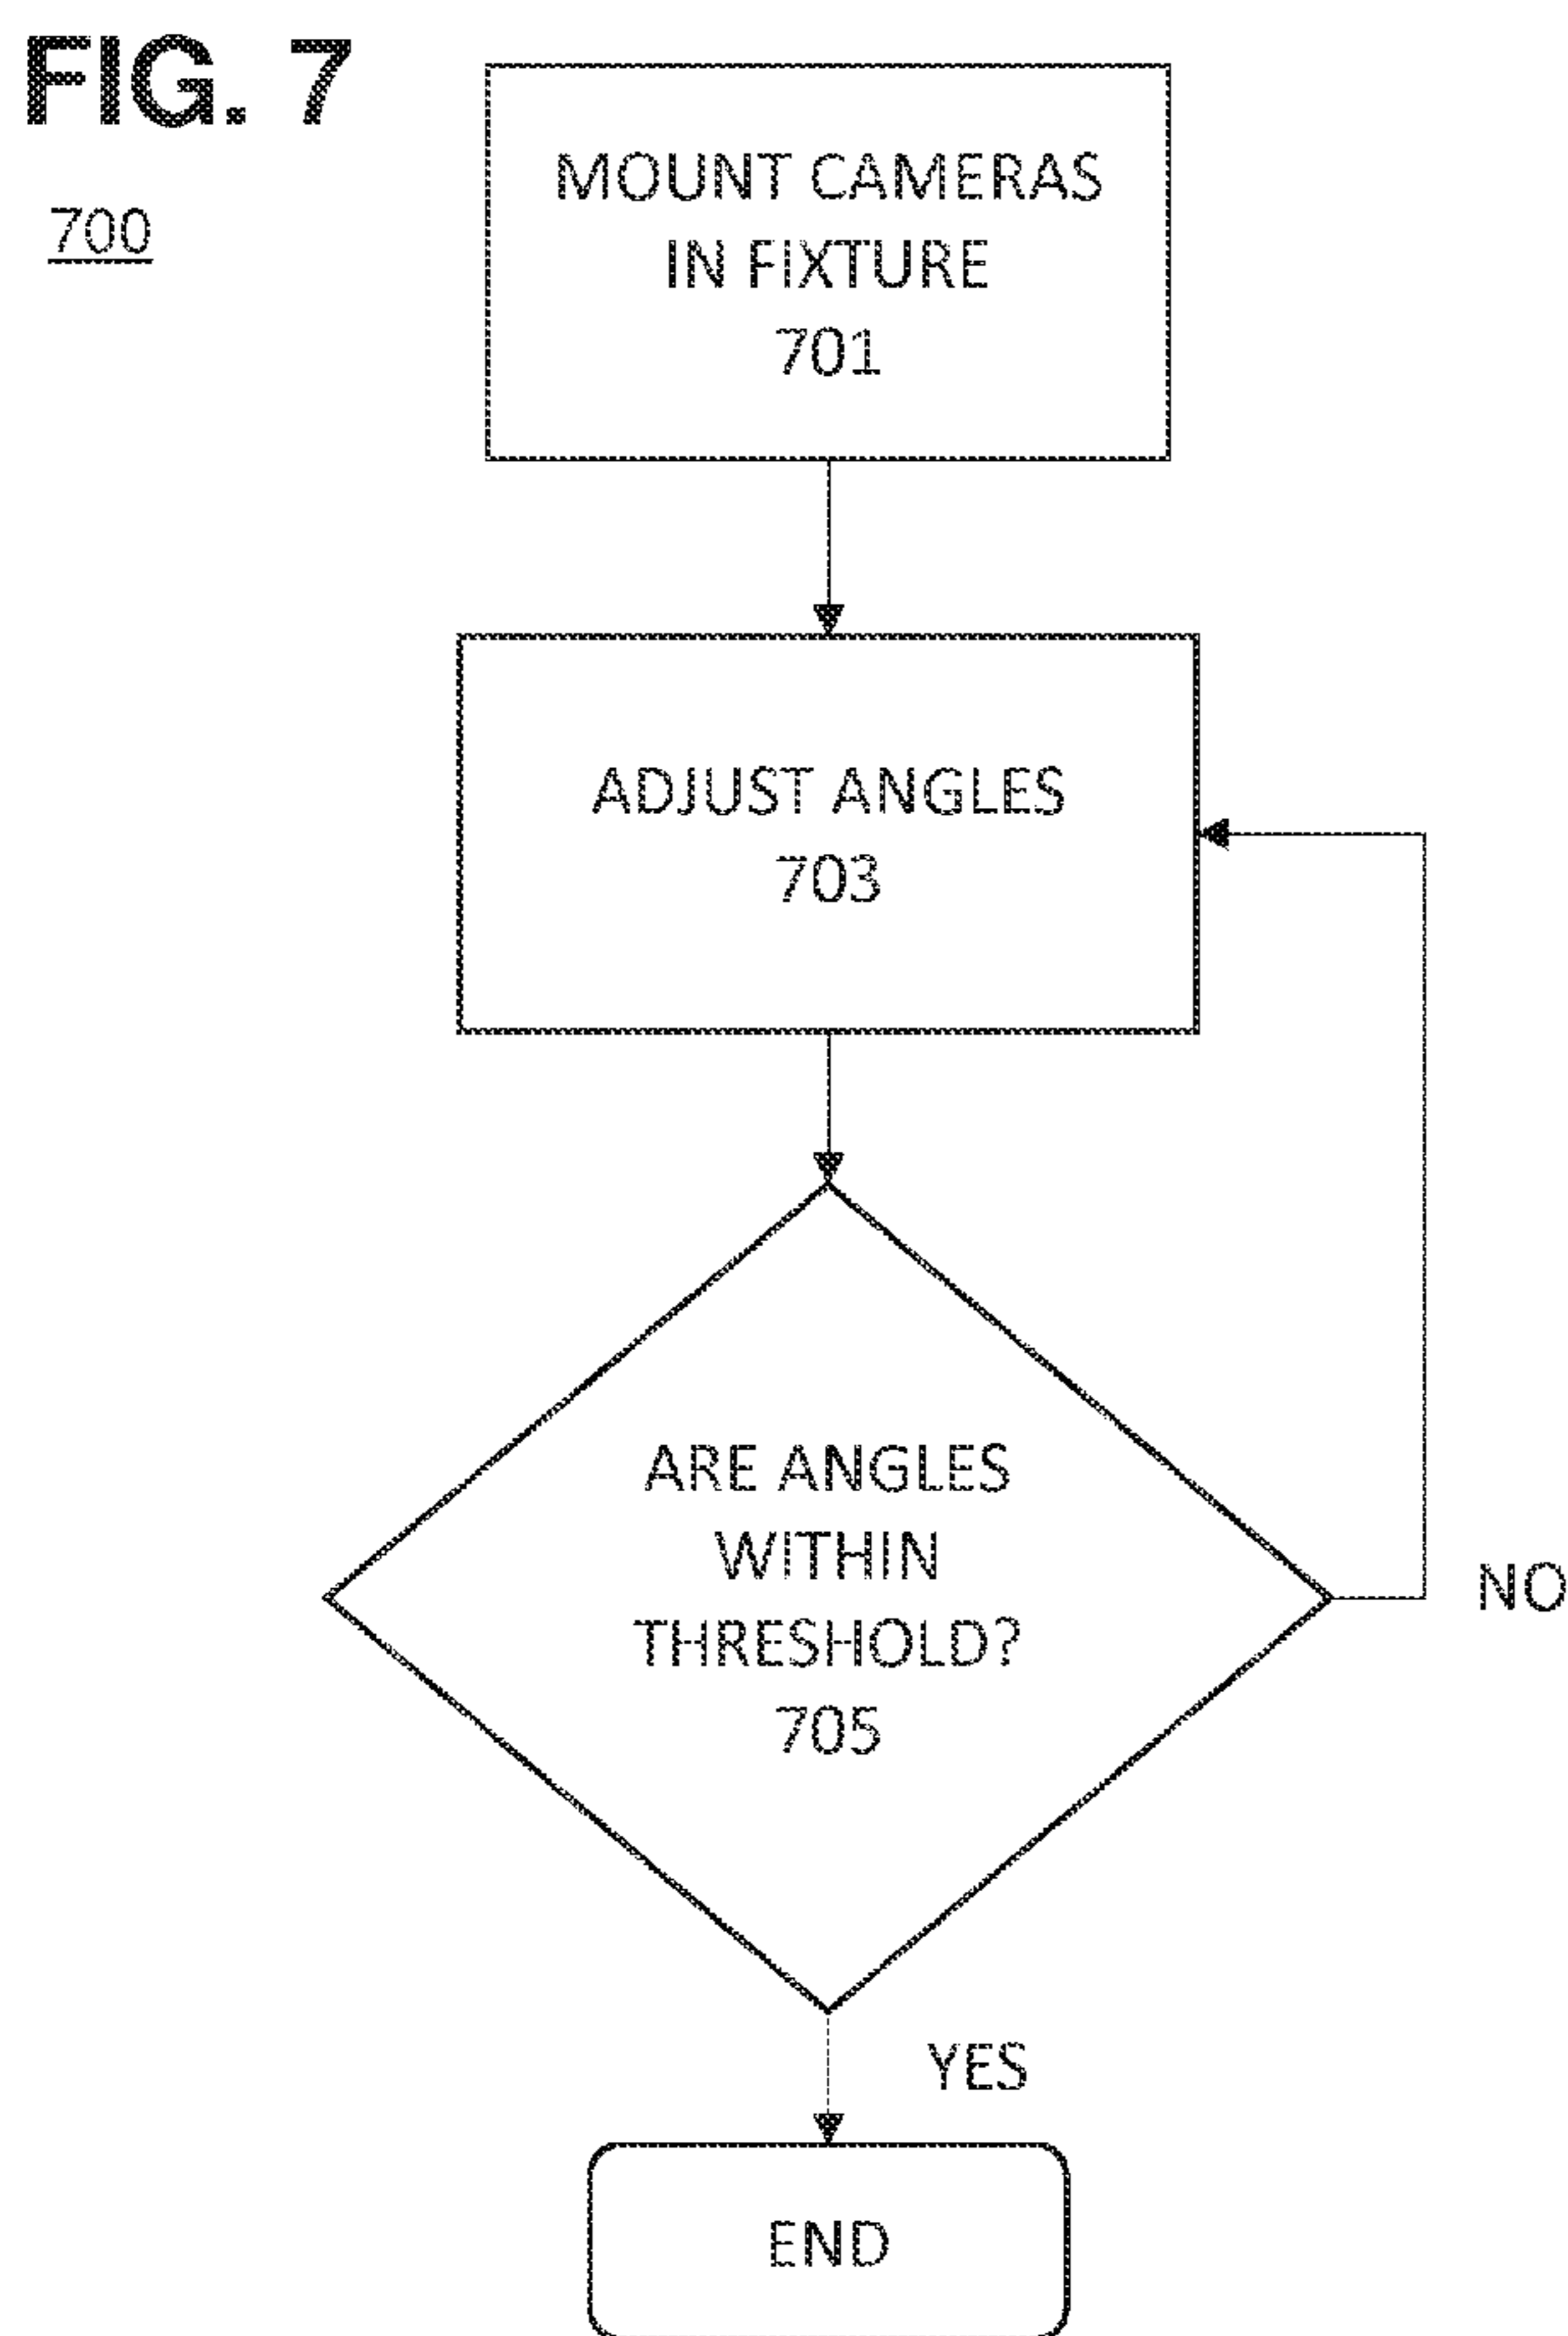 FIG. 7
700
MOUNT CAMERAS
IN FIXTURE
701
ADJUST ANGLES
703
ARE ANGLES
WITHIN
THRESHOLD?
705
NO
YES
END